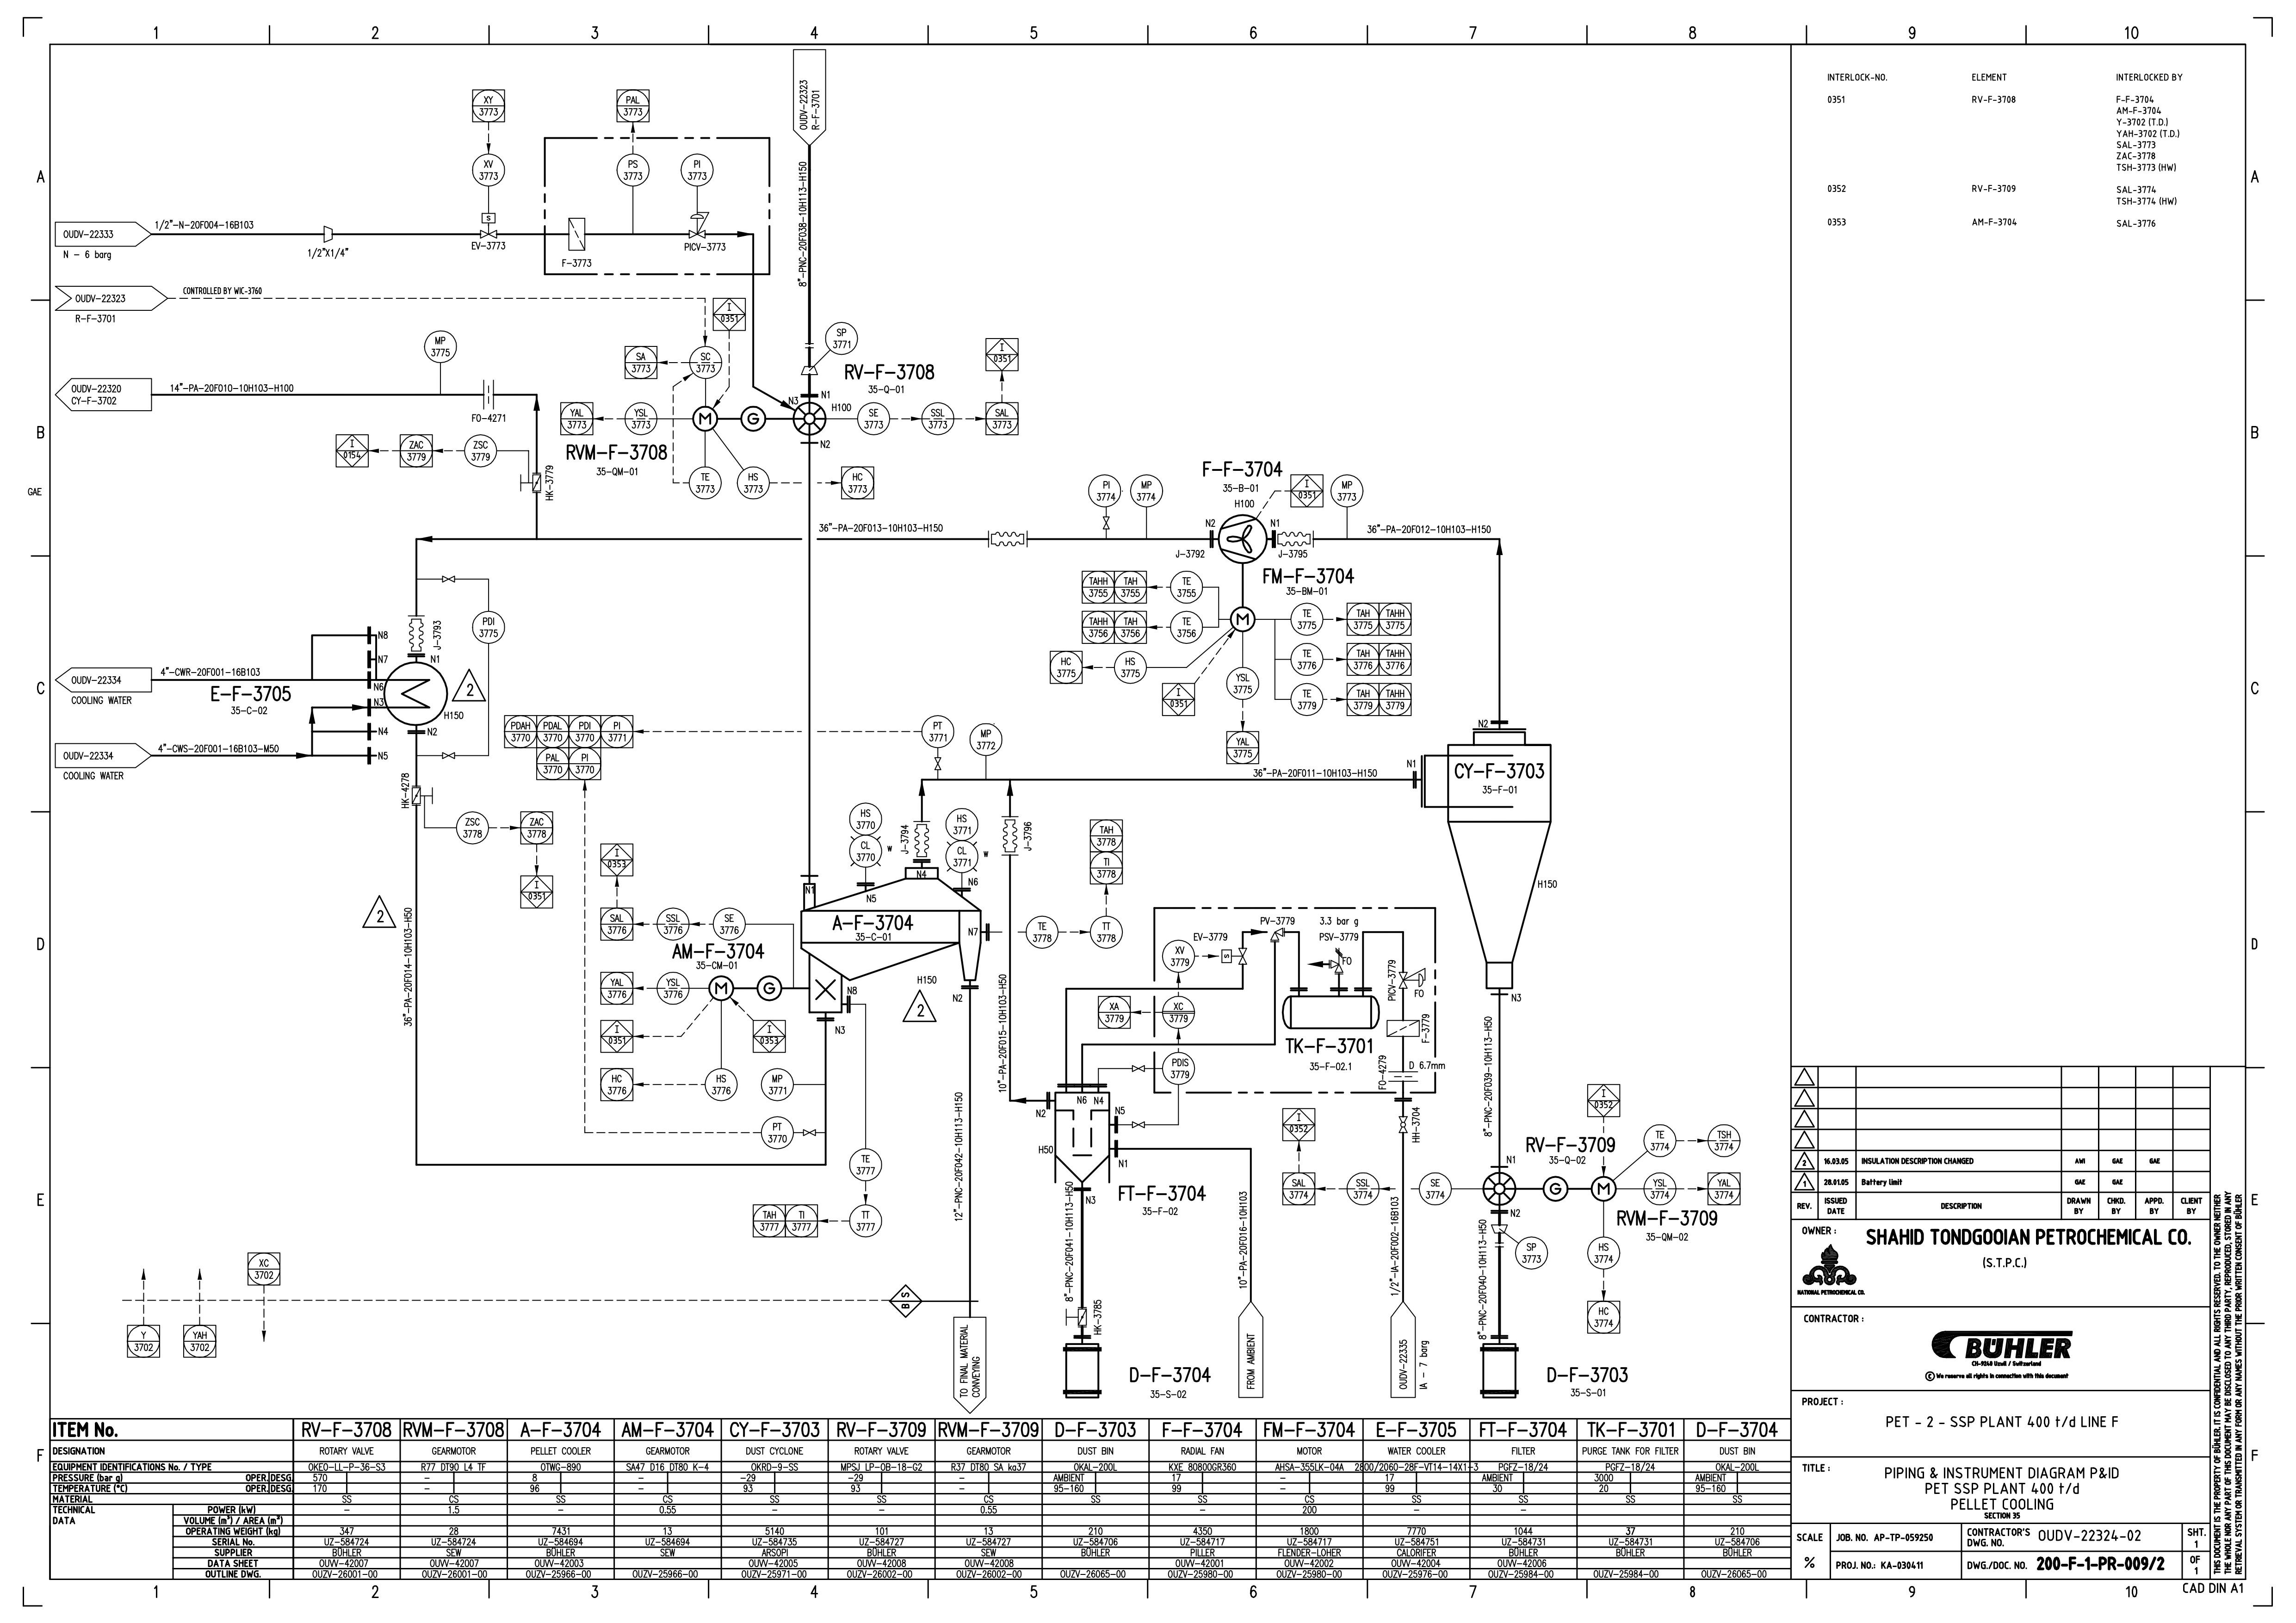 1 2 3 4 5 6 7 8 9 10
A
B
GAE
C
D
E
F
A
B
C
D
E
F
INTERLOCK-NO. ELEMENT INTERLOCKED BY
0351 RV-F-3708 F-F-3704
AM-F-3704
Y-3702 (T.D.)
YAH-3702 (T.D.)
SAL-3773
ZAC-3778
TSH-3773 (HW)
0352 RV-F-3709 SAL-3774
TSH-3774 (HW)
0353 AM-F-3704 SAL-3776
XY
3773
PAL
3773
XV
3773
PS
3773
PI
3773
OUDV-22323
R-F-3701
8"-PNC-20F038-10H113-H150
OUDV-22333
N - 6 barg
1/2"-N-20F004-16B103
1/2"X1/4"
S
EV-3773
F-3773
PICV-3773
OUDV-22323
R-F-3701
CONTROLLED BY WIC-3760
I
0351
SP
3771
MP
3775
SA
3773
SC
3773
I
0351
OUDV-22320
CY-F-3702
14"-PA-20F010-10H103-H100
FO-4271
RV-F-3708
35-Q-01
N3
N1
H100
N2
YAL
3773
YSL
3773
M
G
SE
3773
SSL
3773
SAL
3773
RVM-F-3708
35-QM-01
I
0154
ZAC
3779
ZSC
3779
HK-3779
TE
3773
HS
3773
HC
3773
F-F-3704
35-B-01
H100
I
0351
PI
3774
MP
3774
MP
3773
36"-PA-20F013-10H103-H150
N2
N1
36"-PA-20F012-10H103-H150
J-3792
J-3795
FM-F-3704
35-BM-01
TAHH
3755
TAH
3755
TE
3755
TAHH
3756
TAH
3756
TE
3756
M
TE
3775
TAH
3775
TAHH
3775
TE
3776
TAH
3776
TAHH
3776
TE
3779
TAH
3779
TAHH
3779
HC
3775
HS
3775
I
0351
YSL
3775
YAL
3775
PDI
3775
J-3793
N8
N7
N6
N1
N3
N4
N5
N2
H150
2
OUDV-22334
COOLING WATER
4"-CWR-20F001-16B103
E-F-3705
35-C-02
OUDV-22334
COOLING WATER
4"-CWS-20F001-16B103-M50
HK-4278
ZSC
3778
ZAC
3778
I
0351
2
36"-PA-20F014-10H103-H50
PDAH
3770
PDAL
3770
PDI
3770
PI
3771
PAL
3770
PI
3770
PT
3771
MP
3772
36"-PA-20F011-10H103-H150
N1
N2
CY-F-3703
35-F-01
H150
N3
HS
3770
CL
3770
W
J-3794
HS
3771
CL
3771
W
J-3796
TAH
3778
TI
3778
N1
N5
N4
N6
N7
A-F-3704
35-C-01
TE
3778
TT
3778
I
0353
SAL
3776
SSL
3776
SE
3776
AM-F-3704
35-CM-01
YAL
3776
YSL
3776
M
G
N8
N3
H150
2
N2
I
0351
I
0353
HC
3776
HS
3776
MP
3771
PT
3770
TE
3777
TAH
3777
TI
3777
TT
3777
12"-PNC-20F042-10H113-H150
10"-PA-20F015-10H103-H50
XV
3779
EV-3779
S
PV-3779
3.3 bar g
PSV-3779
FO
PICV-3779
FO
XA
3779
XC
3779
PDIS
3779
TK-F-3701
35-F-02.1
F-3779
D 6.7mm
FO-4279
HH-3704
N2
N6
N4
N5
N1
H50
N3
FT-F-3704
35-F-02
8"-PNC-20F041-10H113-H50
HK-3785
D-F-3704
35-S-02
10"-PA-20F016-10H103
FROM AMBIENT
1/2"-IA-20F002-16B103
OUDV-22335
IA - 7 barg
8"-PNC-20F039-10H113-H50
I
0352
SAL
3774
SSL
3774
SE
3774
N1
N2
G
M
RV-F-3709
35-Q-02
I
0352
TE
3774
TSH
3774
YSL
3774
YAL
3774
RVM-F-3709
35-QM-02
SP
3773
HS
3774
HC
3774
8"-PNC-20F040-10H113-H50
D-F-3703
35-S-01
XC
3702
Y
3702
YAH
3702
S
B
TO FINAL MATERIAL
CONVEYING
2 16.03.05 INSULATION DESCRIPTION CHANGED AWI GAE GAE
1 28.01.05 Battery limit GAE GAE
REV. ISSUED DATE DESCRIPTION DRAWN BY CHKD. BY APPD. BY CLIENT BY
OWNER :
SHAHID TONDGOOIAN PETROCHEMICAL CO.
(S.T.P.C.)
NATIONAL PETROCHEMICAL CO.
CONTRACTOR :
BÜHLER
CH-9240 Uzwil / Switzerland
© We reserve all rights in connection with this document
PROJECT :
PET - 2 - SSP PLANT 400 t/d LINE F
TITLE :
PIPING & INSTRUMENT DIAGRAM P&ID
PET SSP PLANT 400 t/d
PELLET COOLING
SECTION 35
SCALE JOB. NO. AP-TP-059250 CONTRACTOR'S DWG. NO. OUDV-22324-02 SHT. 1
% PROJ. NO.: KA-030411 DWG./DOC. NO. 200-F-1-PR-009/2 OF 1
CAD DIN A1
THIS DOCUMENT IS THE PROPERTY OF BÜHLER. IT IS CONFIDENTIAL AND ALL RIGHTS RESERVED. TO THE OWNER NEITHER
THE WHOLE NOR ANY PART OF THIS DOCUMENT MAY BE DISCLOSED TO ANY THIRD PARTY, REPRODUCED, STORED IN ANY
RETRIEVAL SYSTEM OR TRANSMITTED IN ANY FORM OR ANY NAMES WITHOUT THE PRIOR WRITTEN CONSENT OF BÜHLER
ITEM No. RV-F-3708 RVM-F-3708 A-F-3704 AM-F-3704 CY-F-3703 RV-F-3709 RVM-F-3709 D-F-3703 F-F-3704 FM-F-3704 E-F-3705 FT-F-3704 TK-F-3701 D-F-3704
DESIGNATION ROTARY VALVE GEARMOTOR PELLET COOLER GEARMOTOR DUST CYCLONE ROTARY VALVE GEARMOTOR DUST BIN RADIAL FAN MOTOR WATER COOLER FILTER PURGE TANK FOR FILTER DUST BIN
EQUIPMENT IDENTIFICATIONS No. / TYPE OKEO-LL-P-36-S3 R77 DT90 L4 TF OTWG-890 SA47 D16 DT80 K-4 OKRD-9-SS MPSJ LP-OB-18-G2 R37 DT80 SA ka37 OKAL-200L KXE 80800GR360 AHSA-355LK-04A 2800/2060-28F-VT14-14X1-3 PGFZ-18/24 PGFZ-18/24 OKAL-200L
PRESSURE (bar g) OPER.|DESG. 570 - 8 - -29 -29 - AMBIENT 17 - 17 AMBIENT 3000 AMBIENT
TEMPERATURE (°C) OPER.|DESG. 170 - 96 - 93 93 - 95-160 99 - 99 30 20 95-160
MATERIAL SS CS SS CS SS SS CS SS SS CS SS SS SS SS
TECHNICAL DATA POWER (kW) - 1.5 - 0.55 - - 0.55 - 200 - - -
VOLUME (m³) / AREA (m²)
OPERATING WEIGHT (kg) 347 28 7431 13 5140 101 13 210 4350 1800 7770 1044 37 210
SERIAL No. UZ-584724 UZ-584724 UZ-584694 UZ-584694 UZ-584735 UZ-584727 UZ-584727 UZ-584706 UZ-584717 UZ-584717 UZ-584751 UZ-584731 UZ-584731 UZ-584706
SUPPLIER BÜHLER SEW BÜHLER SEW ARSOPI BÜHLER SEW BÜHLER PILLER FLENDER-LOHER CALORIFER BÜHLER BÜHLER BÜHLER
DATA SHEET OUW-42007 OUW-42007 OUW-42003 OUW-42005 OUW-42008 OUW-42008 OUW-42001 OUW-42002 OUW-42004 OUW-42006
OUTLINE DWG. OUZV-26001-00 OUZV-26001-00 OUZV-25966-00 OUZV-25966-00 OUZV-25971-00 OUZV-26002-00 OUZV-26002-00 OUZV-26065-00 OUZV-25980-00 OUZV-25980-00 OUZV-25976-00 OUZV-25984-00 OUZV-25984-00 OUZV-26065-00
1 2 3 4 5 6 7 8 9 10